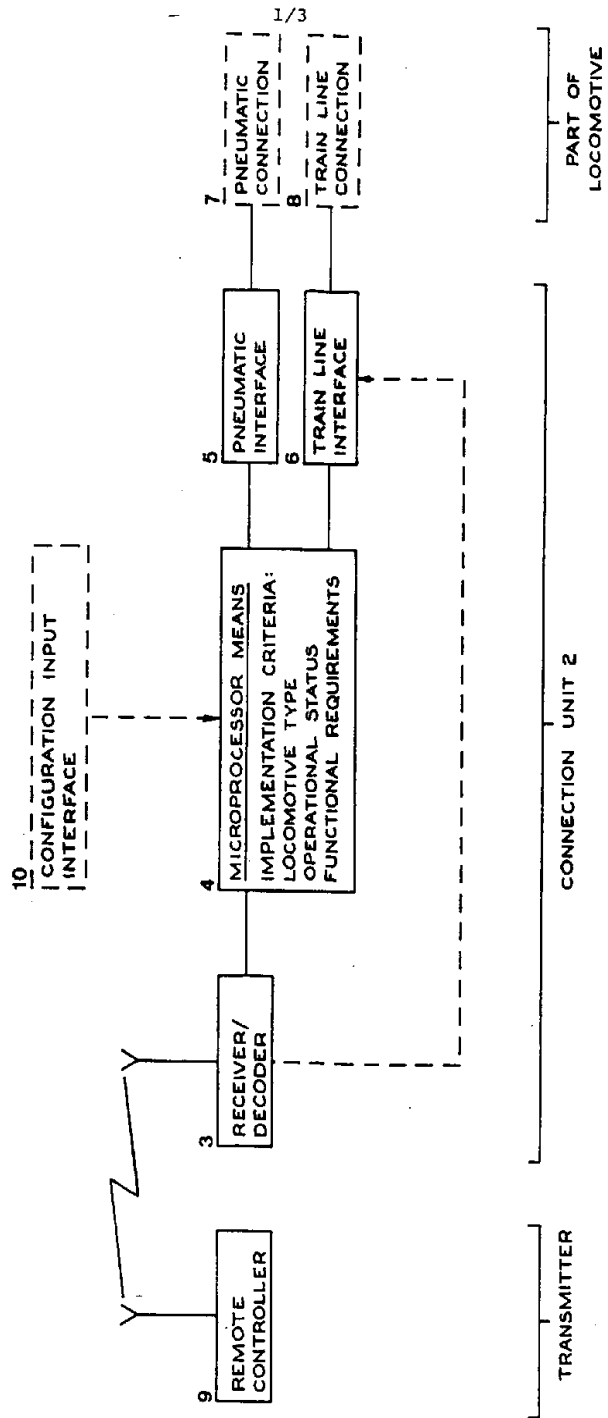 1/3
10
CONFIGURATION INPUT
INTERFACE
9
REMOTE
CONTROLLER
3
RECEIVER/
DECODER
4
MICROPROCESSOR MEANS
IMPLEMENTATION CRITERIA:
LOCOMOTIVE TYPE
OPERATIONAL STATUS
FUNCTIONAL REQUIREMENTS
5
PNEUMATIC
INTERFACE
6
TRAIN LINE
INTERFACE
7
PNEUMATIC
CONNECTION
8
TRAIN LINE
CONNECTION
TRANSMITTER
CONNECTION UNIT 2
PART OF
LOCOMOTIVE